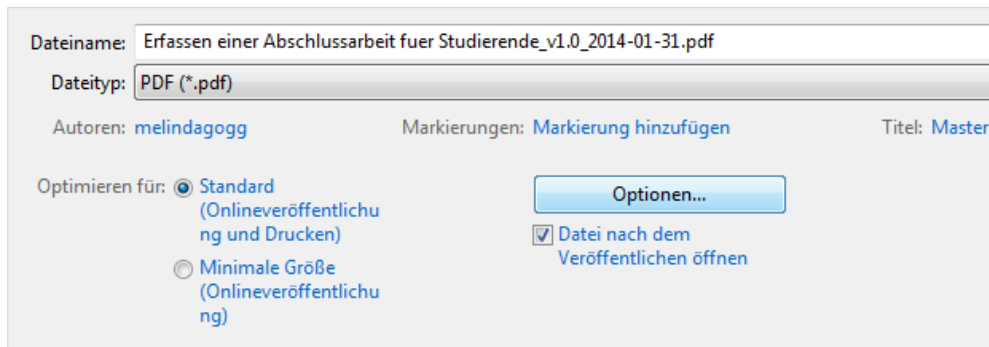 Dateiname: Erfassen einer Abschlussarbeit fuer Studierende_v1.0_2014-01-31.pdf
Dateityp: PDF (*.pdf)
Autoren: melindagogg Markierungen: Markierung hinzufügen Titel: Master
Optimieren für: Standard
(Onlineveröffentlichu
ng und Drucken)
Minimale Größe
(Onlineveröffentlichu
ng)
Optionen...
Datei nach dem
Veröffentlichen öffnen